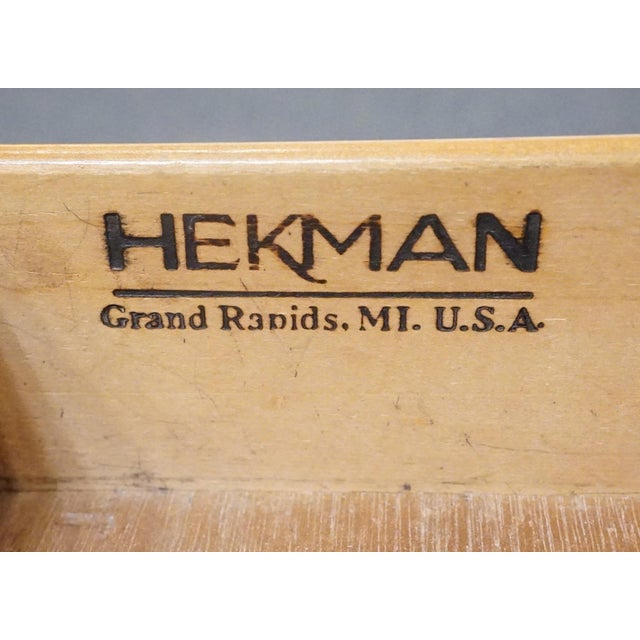 HEKMAN
Grand Rapids, MI. U.S.A.